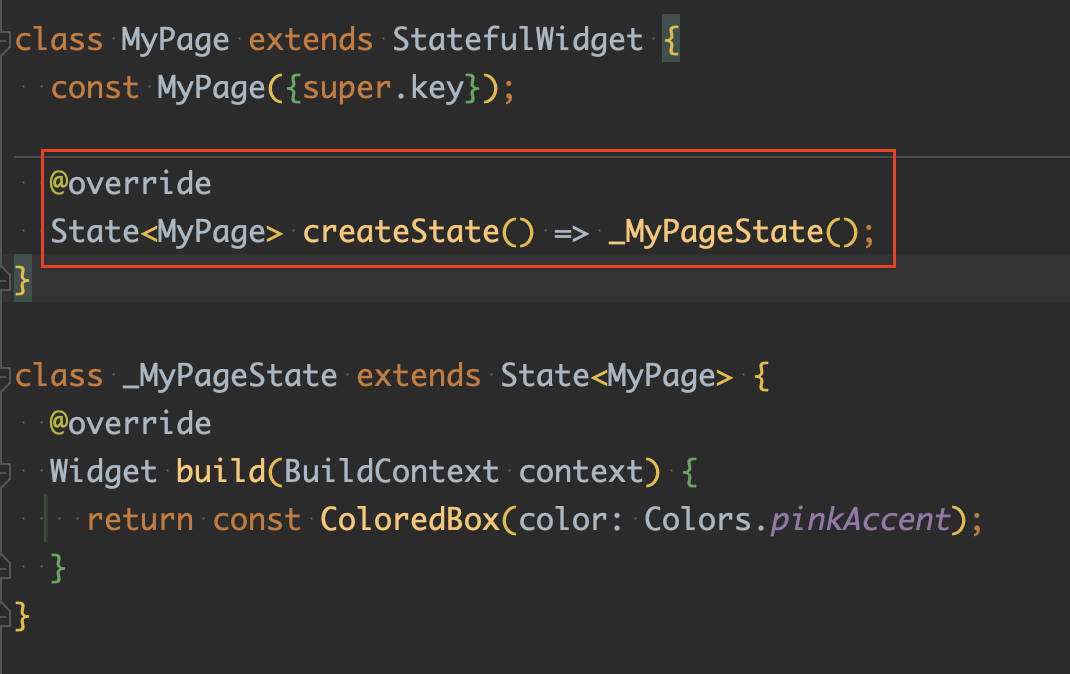 class MyPage extends StatefulWidget {
  const MyPage({super.key});
  @override
  State<MyPage> createState() => _MyPageState();
}
class _MyPageState extends State<MyPage> {
  @override
  Widget build(BuildContext context) {
    return const ColoredBox(color: Colors.pinkAccent);
  }
}